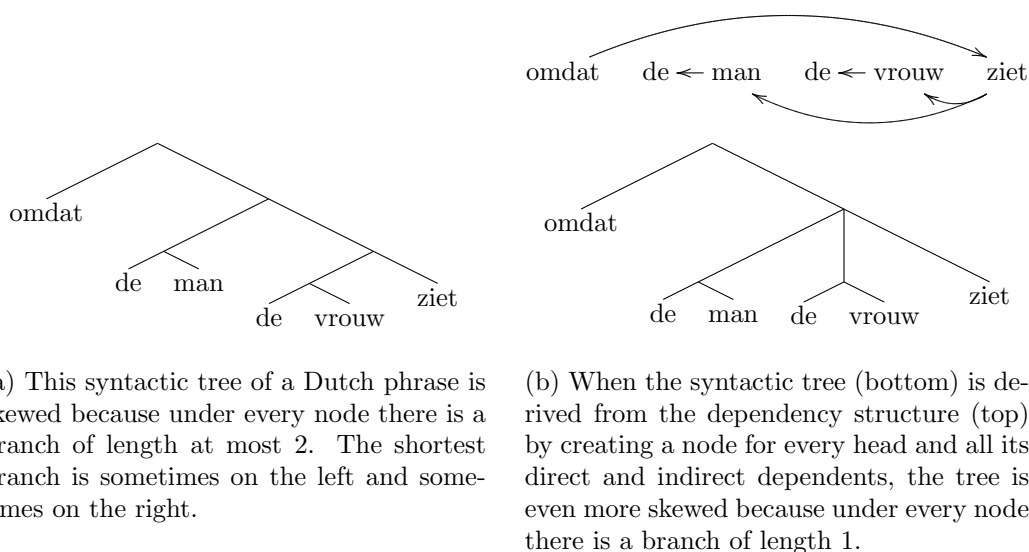 omdat de man de vrouw ziet
omdat
de man
de vrouw
ziet
omdat
de man de vrouw
ziet
) This syntactic tree of a Dutch phrase is
kewed because under every node there is a
ranch of length at most 2. The shortest
ranch is sometimes on the left and some-
imes on the right.
(b) When the syntactic tree (bottom) is de-
rived from the dependency structure (top)
by creating a node for every head and all its
direct and indirect dependents, the tree is
even more skewed because under every node
there is a branch of length 1.